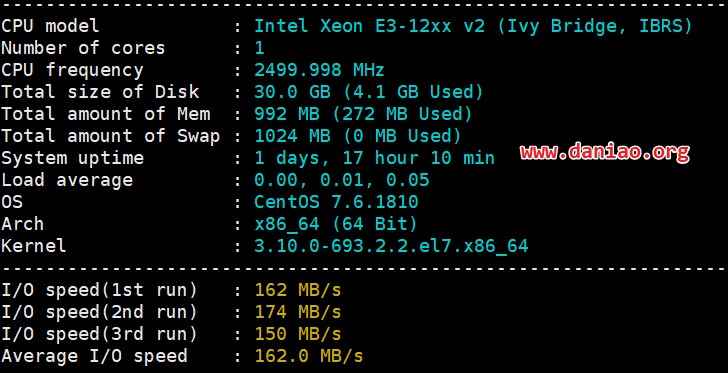 ----------------------------------------------------------------------
CPU model            : Intel Xeon E3-12xx v2 (Ivy Bridge, IBRS)
Number of cores      : 1
CPU frequency        : 2499.998 MHz
Total size of Disk   : 30.0 GB (4.1 GB Used)
Total amount of Mem  : 992 MB (272 MB Used)
Total amount of Swap : 1024 MB (0 MB Used)
System uptime        : 1 days, 17 hour 10 min
www.daniao.org
Load average         : 0.00, 0.01, 0.05
OS                   : CentOS 7.6.1810
Arch                 : x86_64 (64 Bit)
Kernel               : 3.10.0-693.2.2.el7.x86_64
----------------------------------------------------------------------
I/O speed(1st run)   : 162 MB/s
I/O speed(2nd run)   : 174 MB/s
I/O speed(3rd run)   : 150 MB/s
Average I/O speed    : 162.0 MB/s